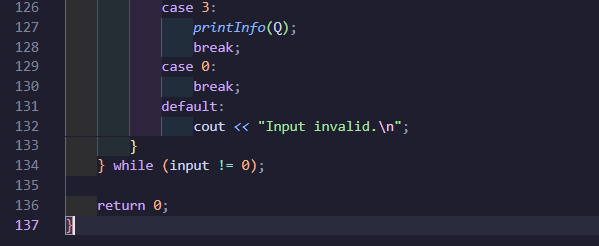 126 case 3:
127 printInfo(Q);
128 break;
129 case 0:
130 break;
131 default:
132 cout << "Input invalid.\n";
133 }
134 } while (input != 0);
135
136 return 0;
137 }